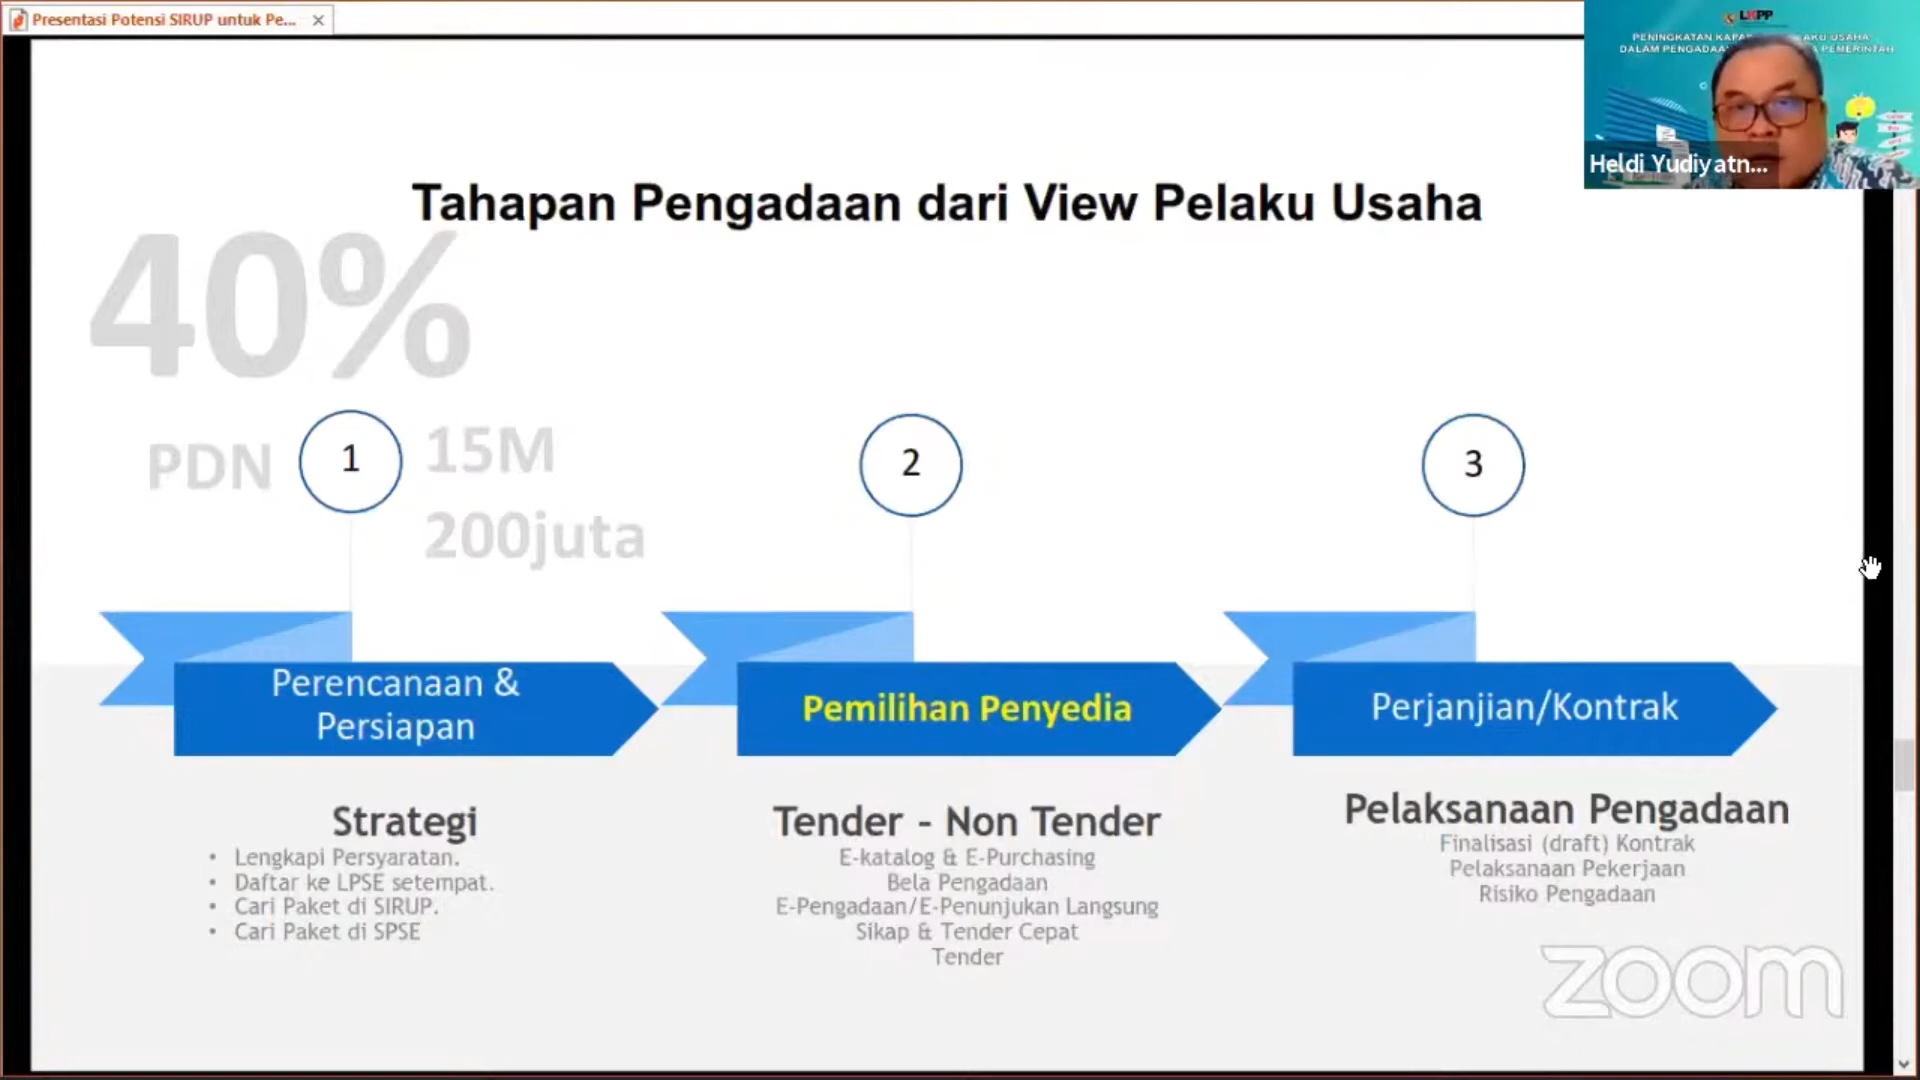 Presentasi Potensi SIRUP untuk Pe...
LKPP
DALAM PEMERINTAH
Heldi Yudiyatn...
Tahapan Pengadaan dari View Pelaku Usaha
40%
PDN
15M
200juta
1
2
3
Perencanaan &
Persiapan
Pemilihan Penyedia
Perjanjian/Kontrak
Strategi
• Lengkapi Persyaratan.
• Daftar ke LPSE setempat.
• Cari Paket di SIRUP.
• Cari Paket di SPSE
Tender - Non Tender
E-katalog & E-Purchasing
Bela Pengadaan
E-Pengadaan/E-Penunjukan Langsung
Sikap & Tender Cepat
Tender
Pelaksanaan Pengadaan
Finalisasi (draft) Kontrak
Pelaksanaan Pekerjaan
Risiko Pengadaan
zoom